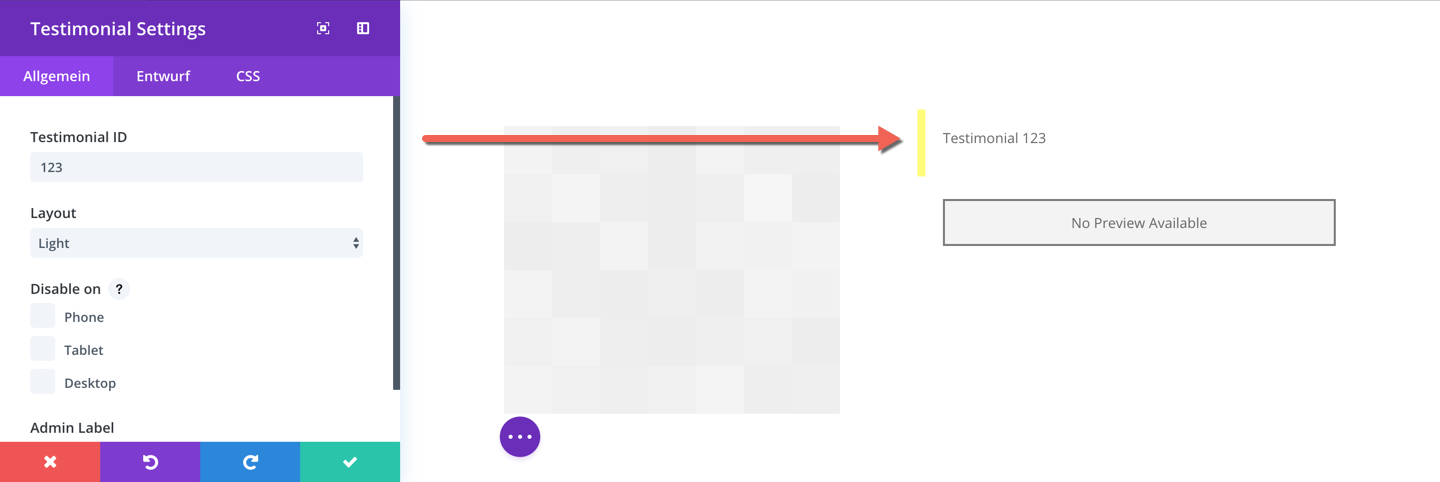 Testimonial Settings
Allgemein Entwurf CSS
Testimonial ID
123
Layout
Light
Disable on ?
Phone
Tablet
Desktop
Admin Label
Testimonial 123
No Preview Available